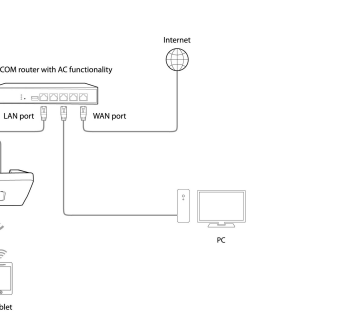 Internet
COM router with AC functionality
LAN port
WAN port
PC
blet